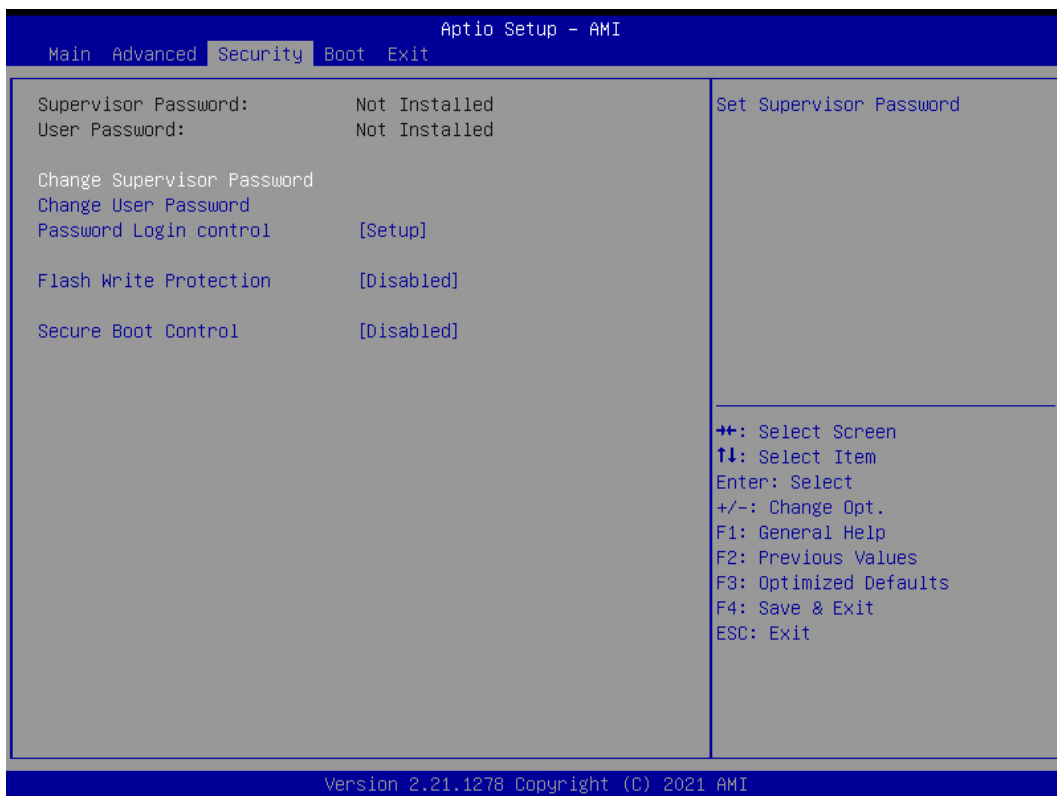 Aptio Setup – AMI
Main Advanced Security Boot Exit
Supervisor Password: Not Installed
User Password: Not Installed
Change Supervisor Password
Change User Password
Password Login control [Setup]
Flash Write Protection [Disabled]
Secure Boot Control [Disabled]
Set Supervisor Password
→←: Select Screen
↑↓: Select Item
Enter: Select
+/-: Change Opt.
F1: General Help
F2: Previous Values
F3: Optimized Defaults
F4: Save & Exit
ESC: Exit
Version 2.21.1278 Copyright (C) 2021 AMI